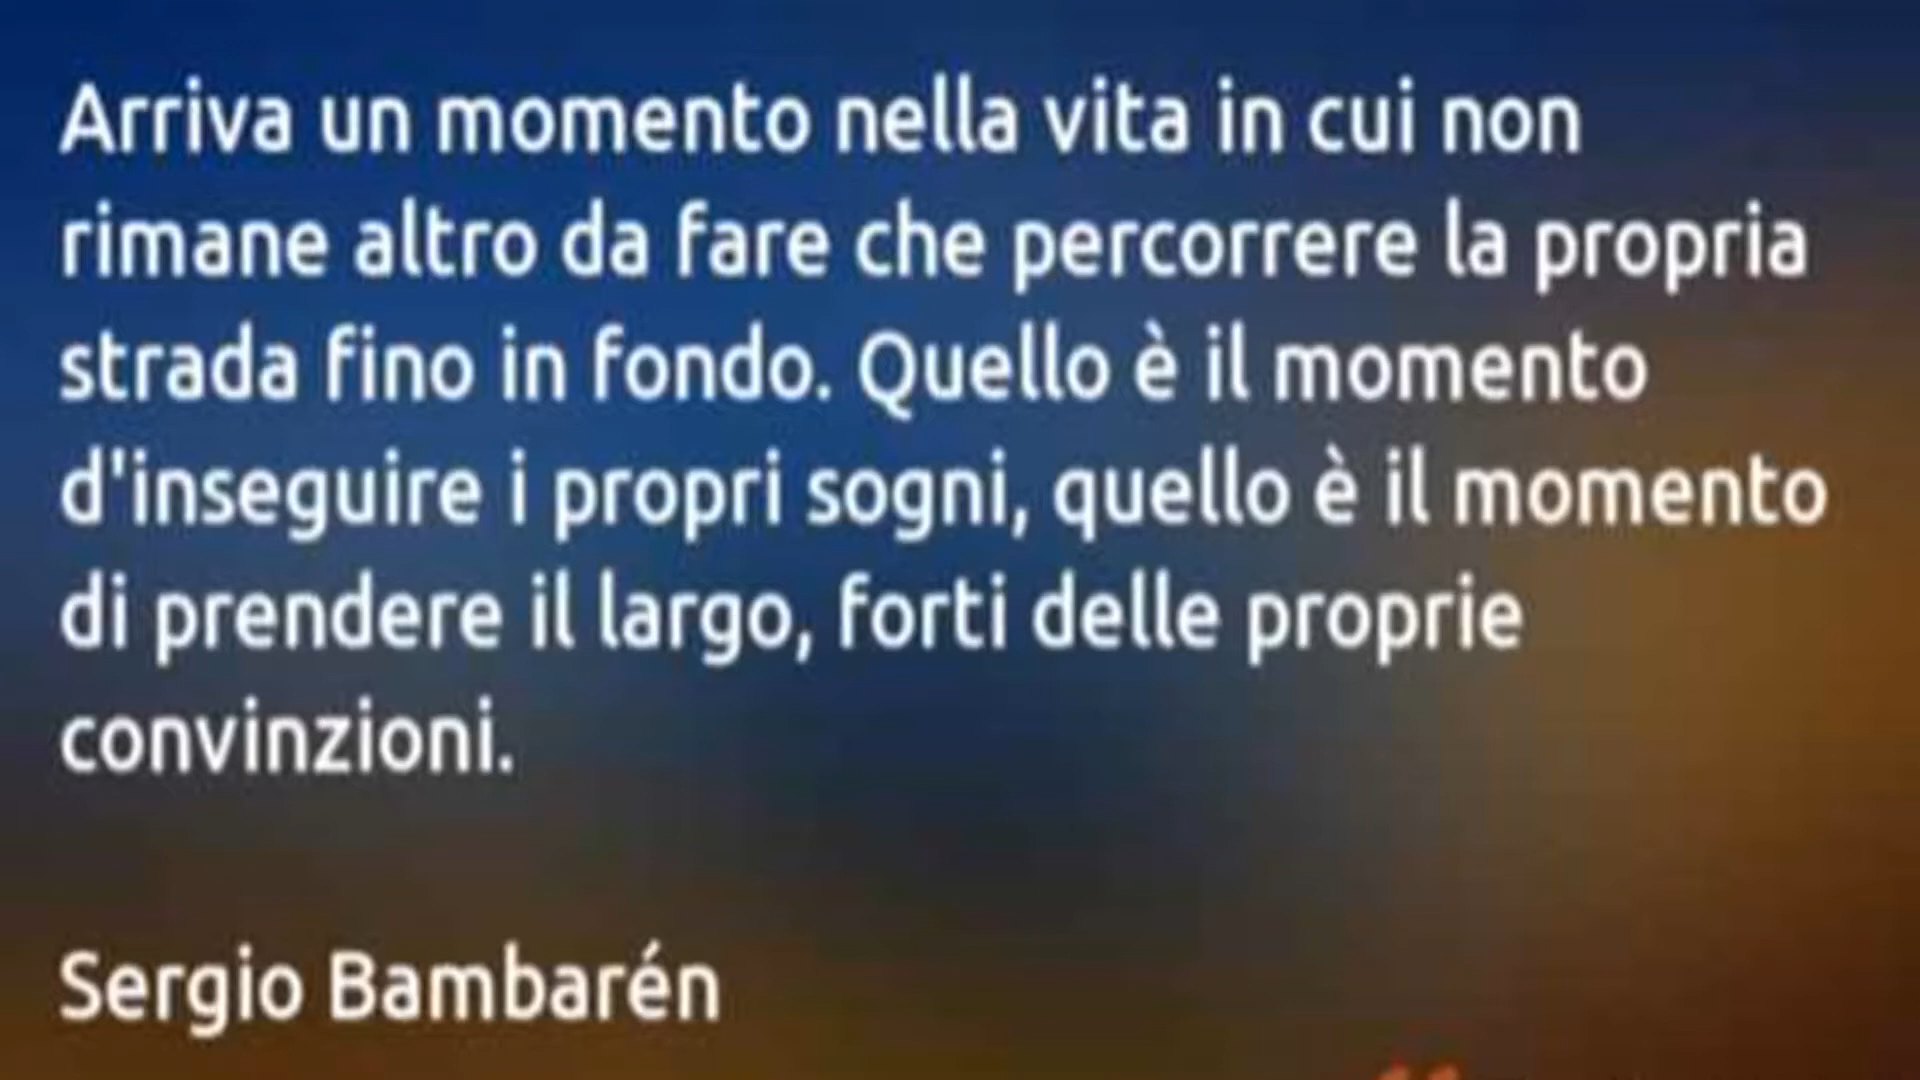 Arriva un momento nella vita in cui non
rimane altro da fare che percorrere la propria
strada fino in fondo. Quello è il momento
d'inseguire i propri sogni, quello è il momento
di prendere il largo, forti delle proprie
convinzioni.
Sergio Bambarén